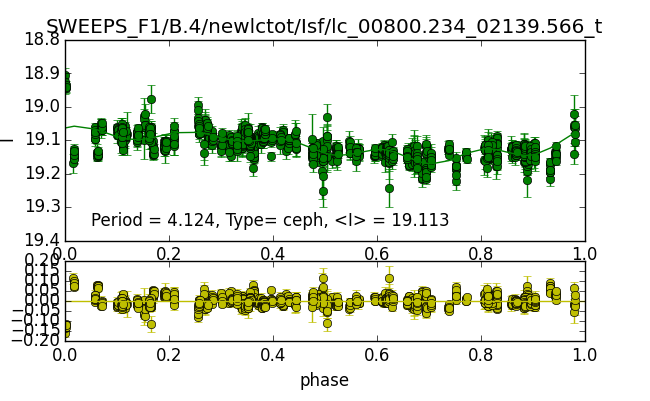 SWEEPS_F1/B.4/newlctot/Isf/lc_00800.234_02139.566_t
18.8
18.9
19.0
19.1
19.2
19.3
19.4
I
Period = 4.124, Type= ceph, <I> = 19.113
0.0 0.2 0.4 0.6 0.8 1.0
0.20
0.15
0.10
0.05
0.00
−0.05
−0.10
−0.15
−0.20
0.0 0.2 0.4 0.6 0.8 1.0
phase